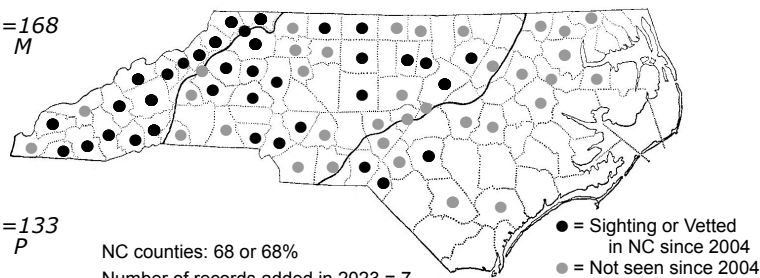 =168
M
=133
P
NC counties: 68 or 68%
Number of records added in 2023 = 7
● = Sighting or Vetted
in NC since 2004
● = Not seen since 2004